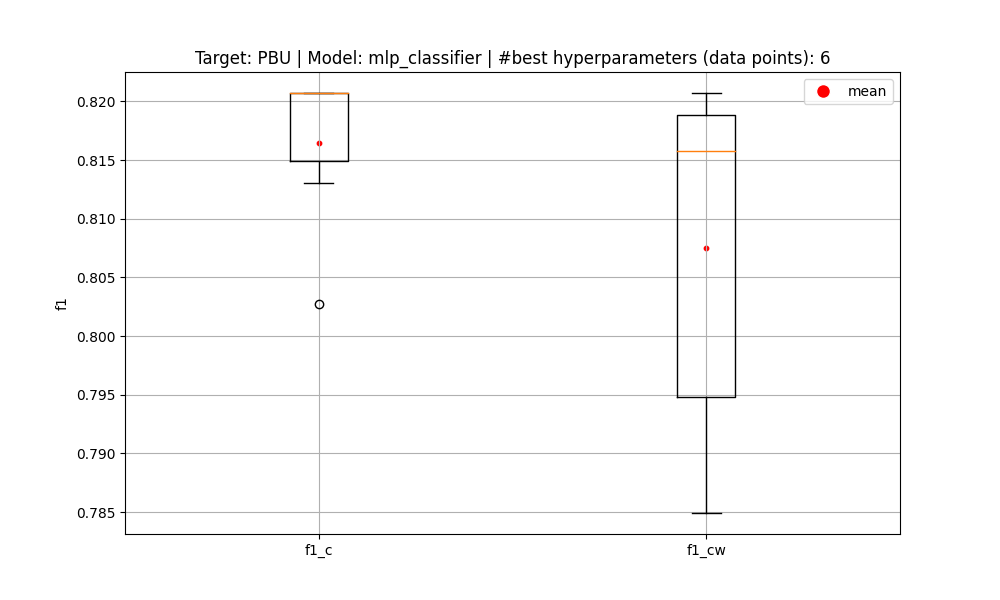 Target: PBU | Model: mlp_classifier | #best hyperparameters (data points): 6
mean
0.820
0.815
0.810
0.805
0.800
0.795
0.790
0.785
f1
f1_c
f1_cw